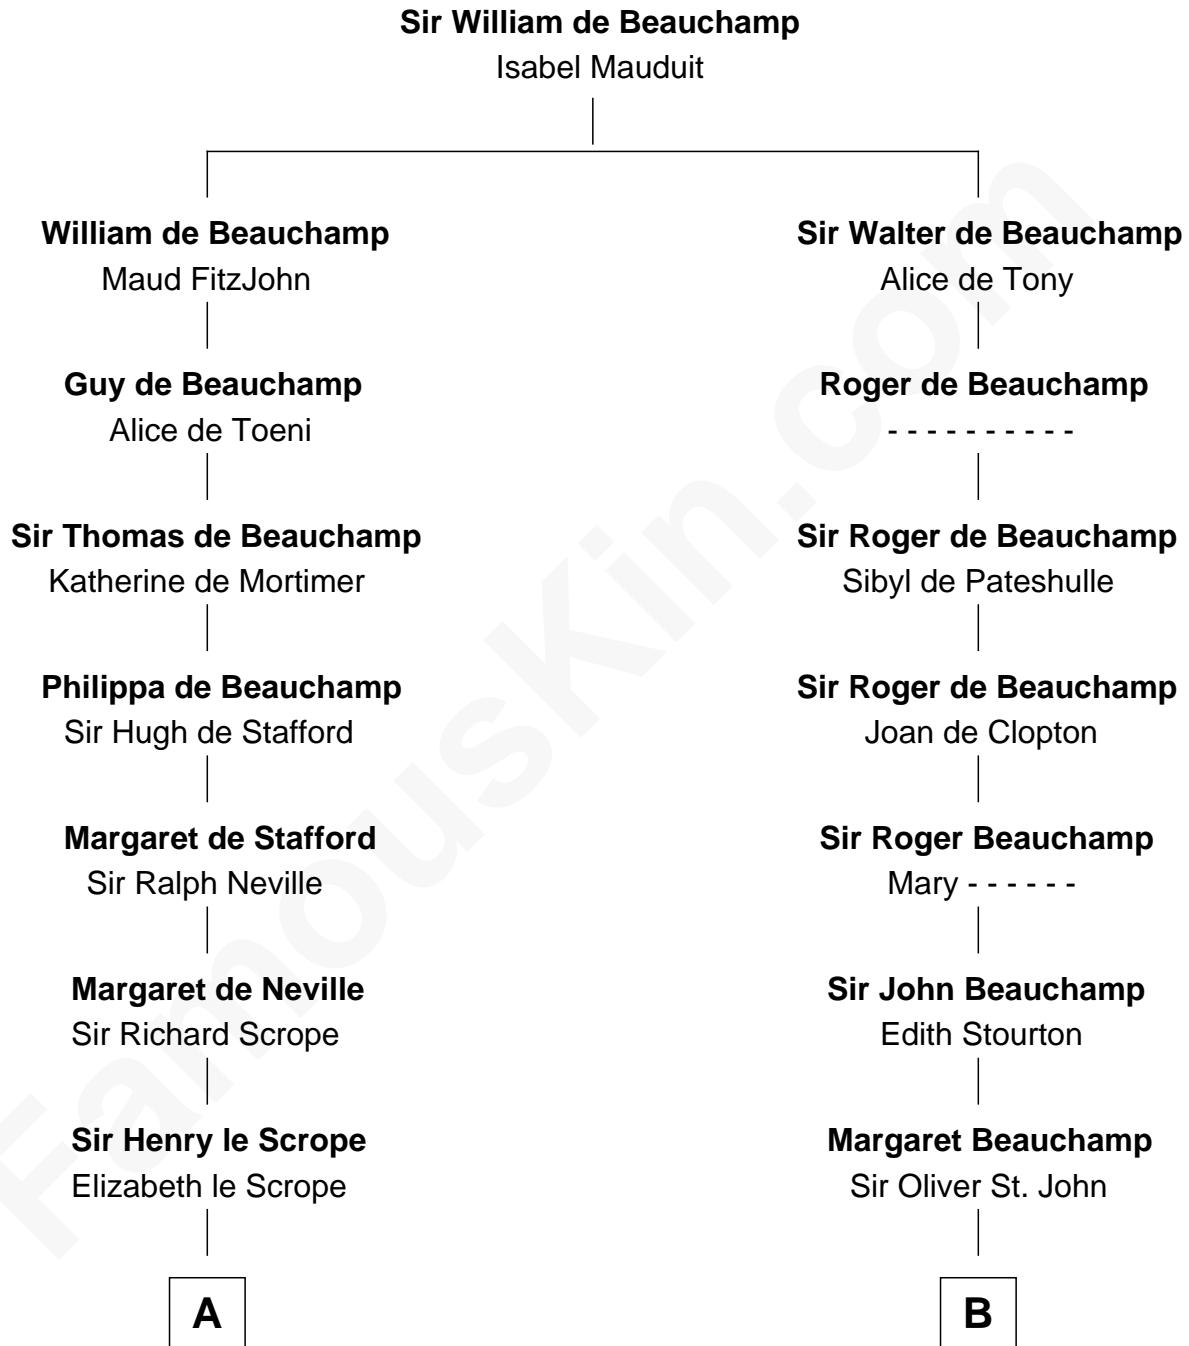 Sir William de Beauchamp
Isabel Mauduit
William de Beauchamp
Maud FitzJohn
Sir Walter de Beauchamp
Alice de Tony
Guy de Beauchamp
Alice de Toeni
Roger de Beauchamp
- - - - - - - - - -
Sir Thomas de Beauchamp
Katherine de Mortimer
Sir Roger de Beauchamp
Sibyl de Pateshulle
Philippa de Beauchamp
Sir Hugh de Stafford
Sir Roger de Beauchamp
Joan de Clopton
Margaret de Stafford
Sir Ralph Neville
Sir Roger Beauchamp
Mary - - - - - -
Margaret de Neville
Sir Richard Scrope
Sir John Beauchamp
Edith Stourton
Sir Henry le Scrope
Elizabeth le Scrope
Margaret Beauchamp
Sir Oliver St. John
A
B
FamousKin.com